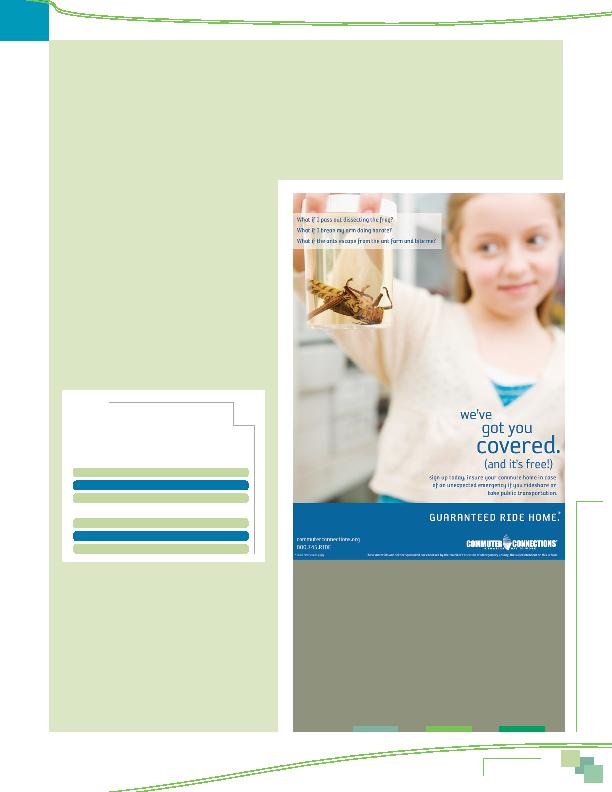 What if I pass out dissecting the frog?
What if I break my arm doing karate?
What if the ants escape from the ant farm and bite me?
we've
got you
covered.
(and it's free!)
sign up today. insure your commute home in case
of an unexpected emergency if you rideshare or
take public transportation.
GUARANTEED RIDE HOME.
commuterconnections.org
800.745.RIDE
COMMUTER CONNECTIONS